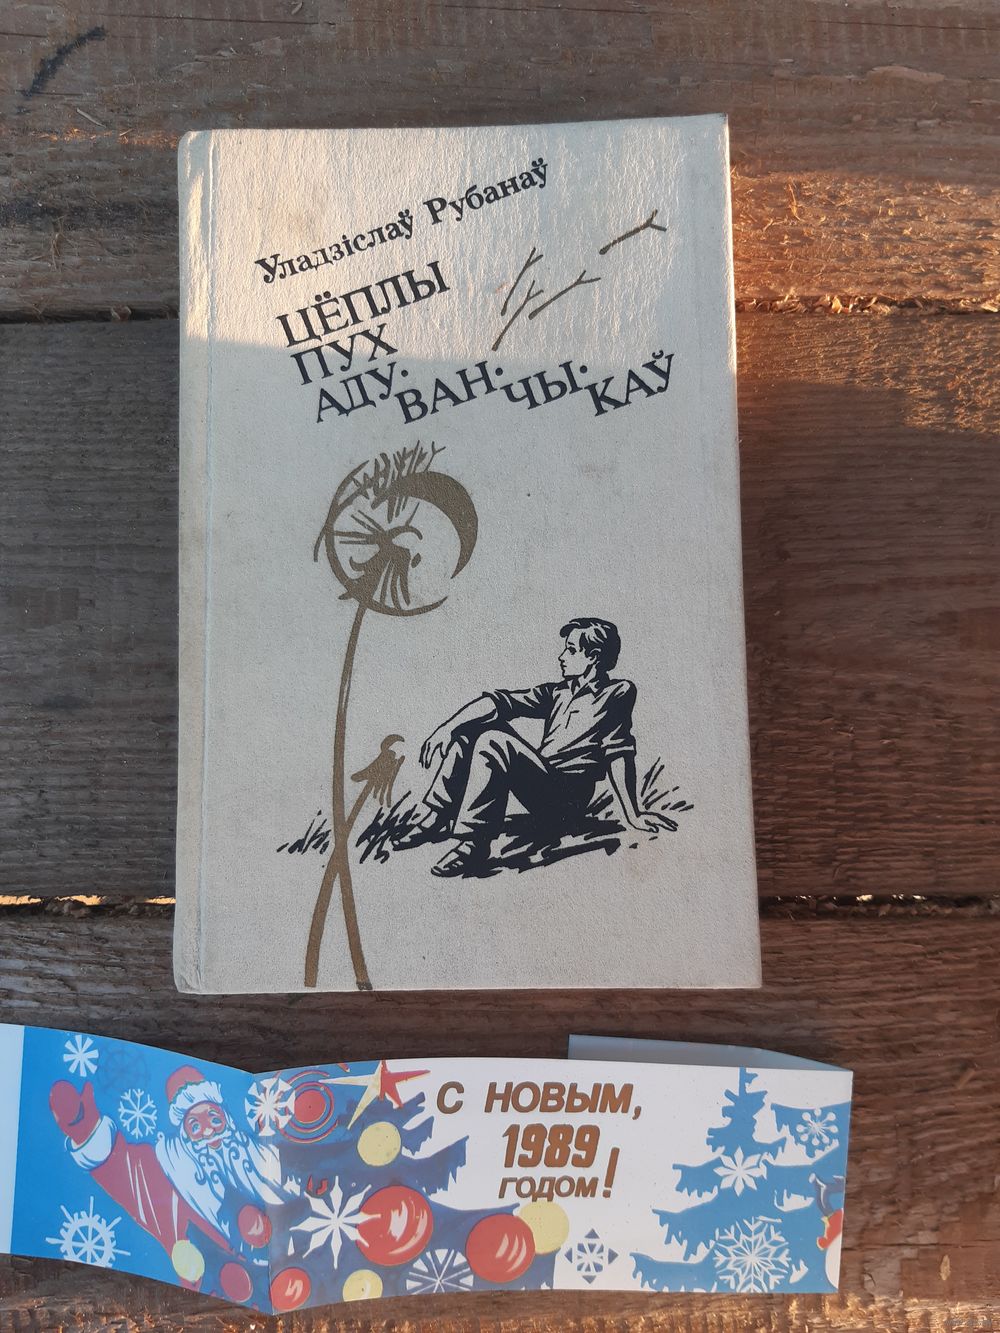 Уладзіслаў Рубанаў
ЦЁПЛЫ
ПУХ
АДУ·ВАН·ЧЫ·КАЎ
С НОВЫМ,
1989
ГОДОМ!